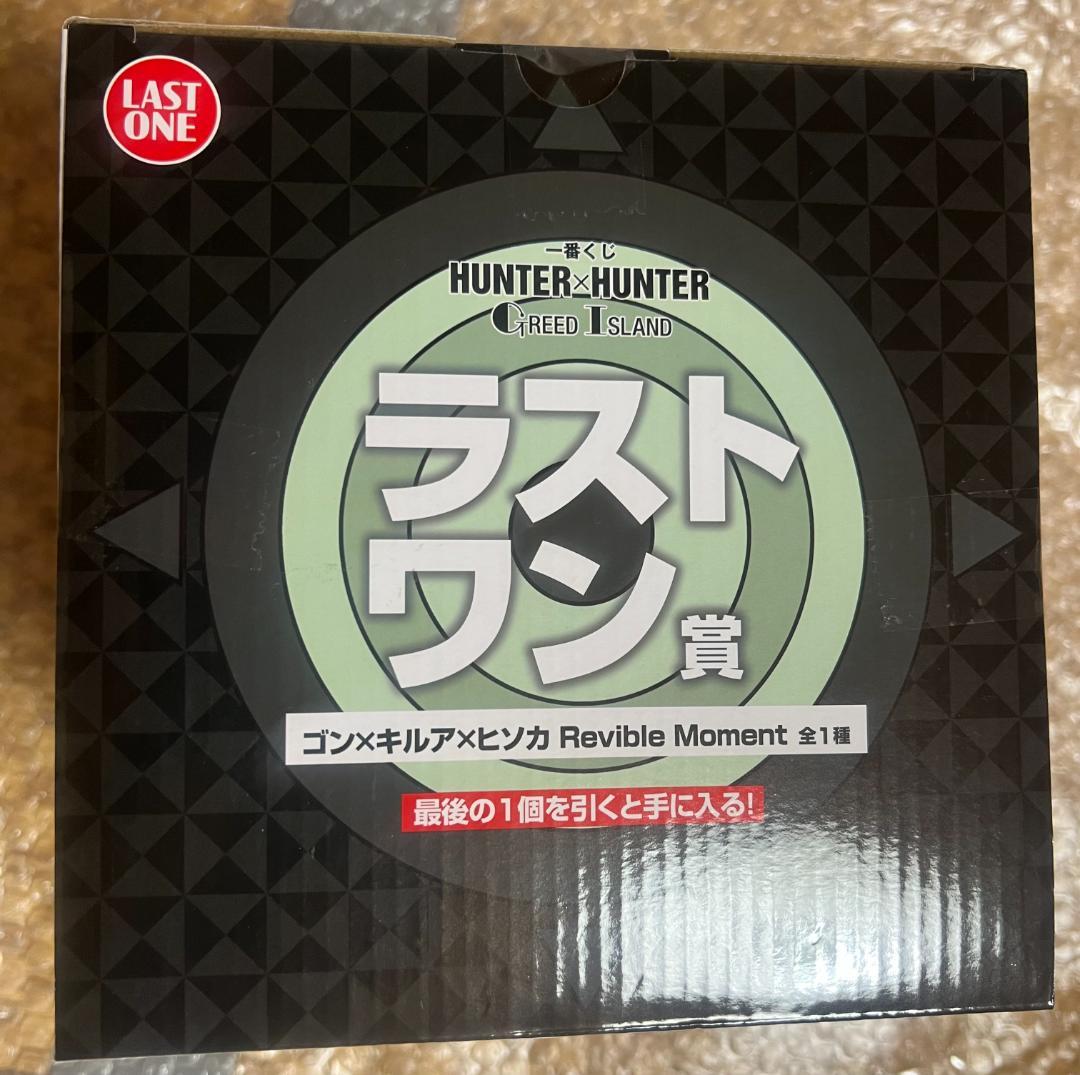 LAST
ONE
一番くじ
HUNTER×HUNTER
GREED ISLAND
ラスト
ワン賞
ゴン×キルア×ヒソカ Revible Moment 全1種
最後の1個を引くと手に入る!